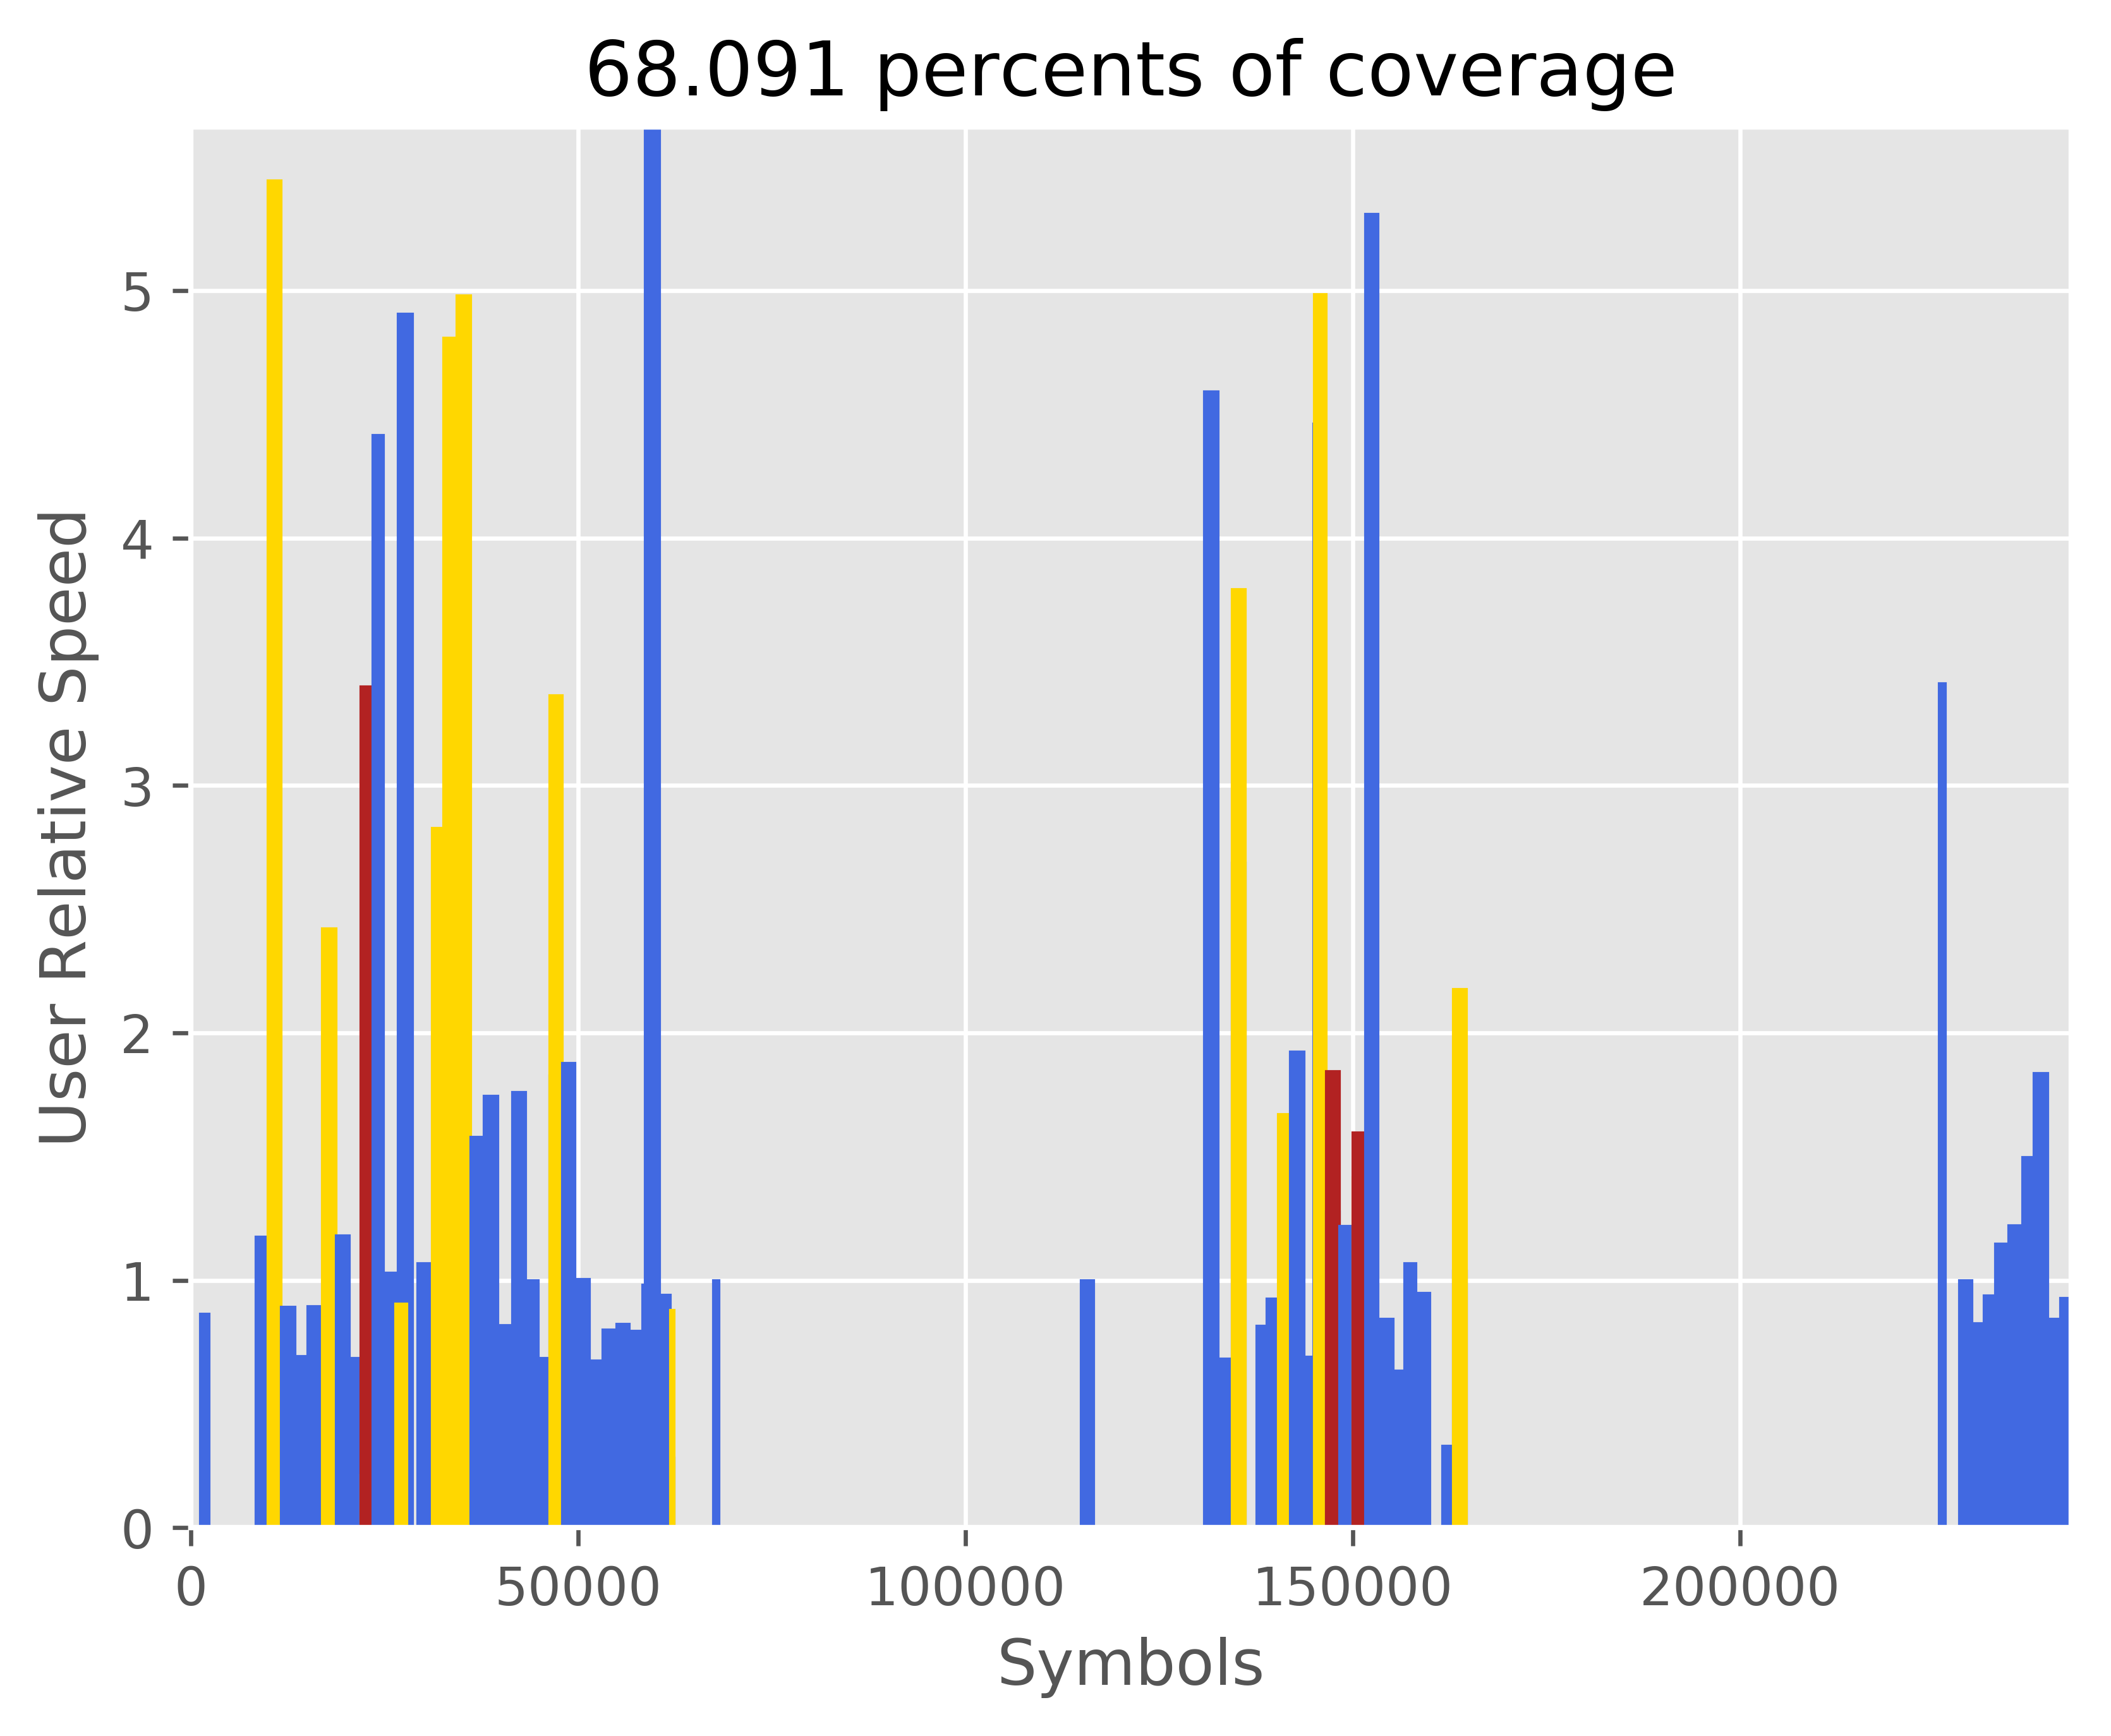 68.091 percents of coverage
User Relative Speed
5
4
3
2
1
0
0 50000 100000 150000 200000
Symbols